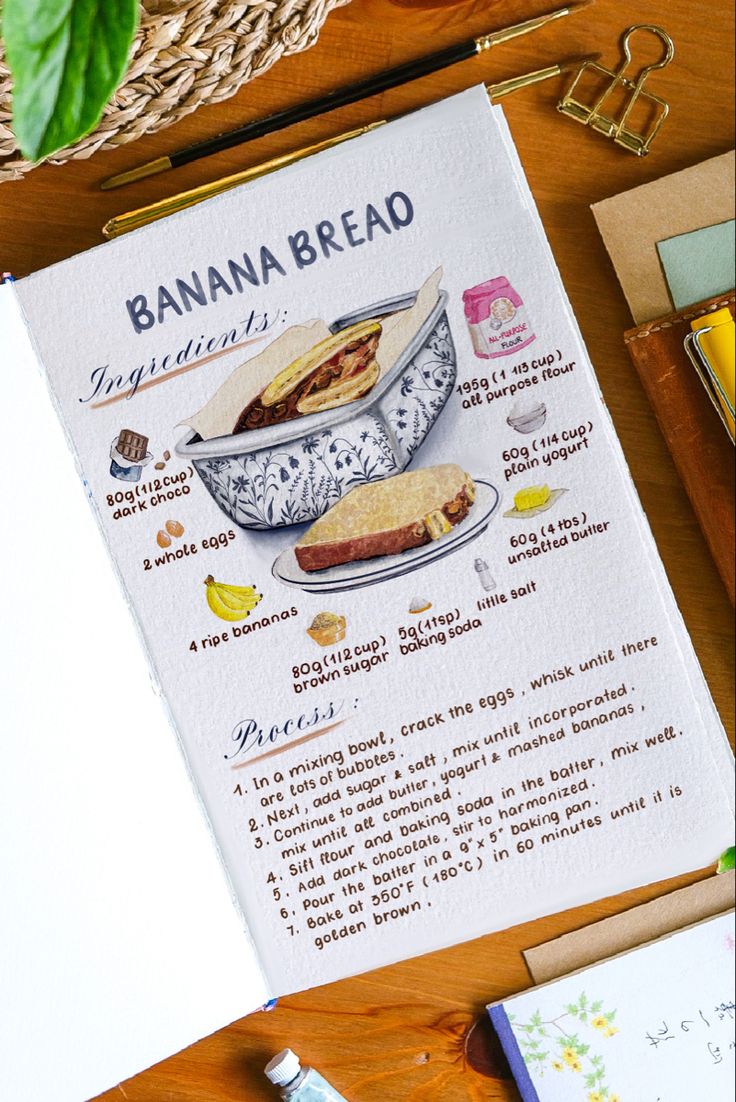 BANANA BREAD
Ingredients:
ALL-PURPOSE
FLOUR
195g (1 1/3 cup)
all purpose flour
80g (1/2 cup)
dark choco
60g (1/4 cup)
plain yogurt
2 whole eggs
60g (4 tbs)
unsalted butter
4 ripe bananas
80g (1/2 cup)
brown sugar
5g (1tsp)
baking soda
little salt
Process:
1. In a mixing bowl, crack the eggs, whisk until there
are lots of bubbles.
2. Next, add sugar & salt, mix until incorporated.
3. Continue to add butter, yogurt & mashed bananas,
mix until all combined.
4. Sift flour and baking soda in the batter, mix well.
5. Add dark chocolate, stir to harmonized.
6. Pour the batter in a 9" x 5" baking pan.
7. Bake at 350°F (180°C) in 60 minutes until it is
golden brown.